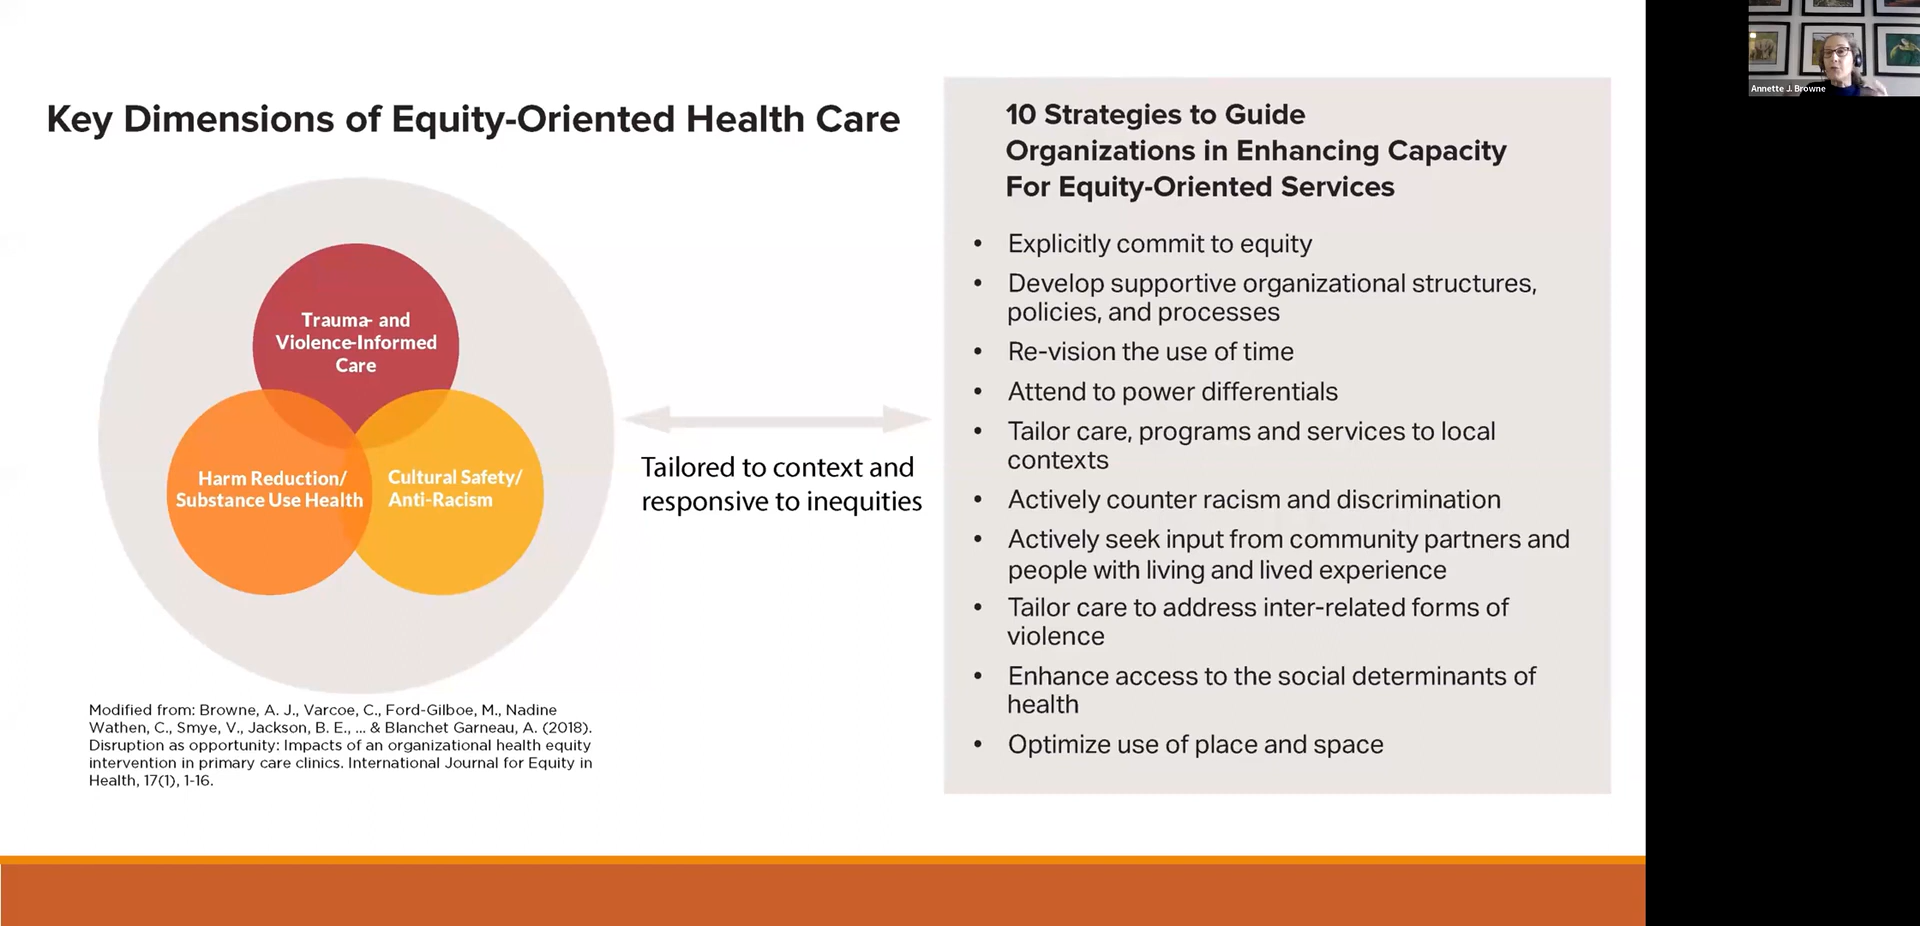 Key Dimensions of Equity-Oriented Health Care
Trauma- and
Violence-Informed
Care
Harm Reduction/
Substance Use Health
Cultural Safety/
Anti-Racism
Tailored to context and
responsive to inequities
Modified from: Browne, A. J., Varcoe, C., Ford-Gilboe, M., Nadine
Wathen, C., Smye, V., Jackson, B. E., ... & Blanchet Garneau, A. (2018).
Disruption as opportunity: Impacts of an organizational health equity
intervention in primary care clinics. International Journal for Equity in
Health, 17(1), 1-16.
10 Strategies to Guide
Organizations in Enhancing Capacity
For Equity-Oriented Services
• Explicitly commit to equity
• Develop supportive organizational structures,
policies, and processes
• Re-vision the use of time
• Attend to power differentials
• Tailor care, programs and services to local
contexts
• Actively counter racism and discrimination
• Actively seek input from community partners and
people with living and lived experience
• Tailor care to address inter-related forms of
violence
• Enhance access to the social determinants of
health
• Optimize use of place and space
Annette J. Browne